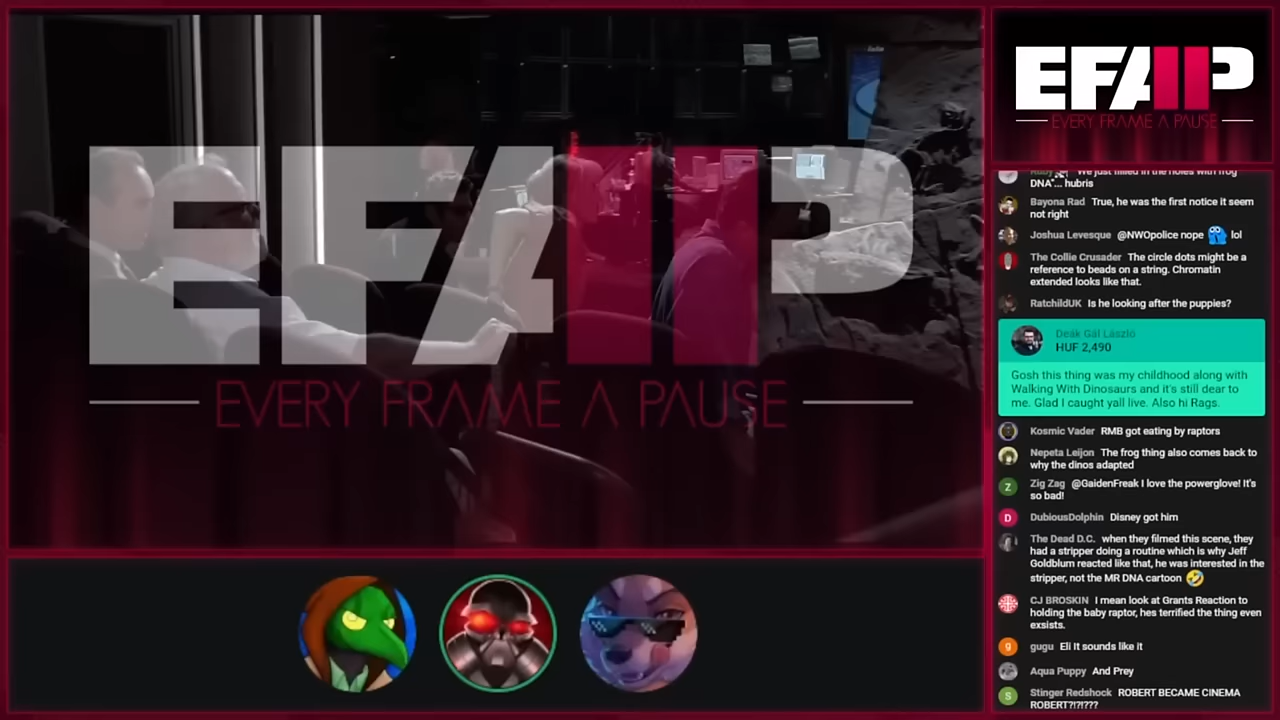 EFAP
EVERY FRAME A PAUSE
EFAP
EVERY FRAME A PAUSE
We just filled in the holes with frog
DNA... hubris
Bayona Rad True, he was the first notice it seem
not right
Joshua Levesque @NWOpolice nope lol
The Collie Crusader The circle dots might be a
reference to beads on a string. Chromatin
extended looks like that.
RatchildUK Is he looking after the puppies?
Deák Gál László
HUF 2,490
Gosh this thing was my childhood along with
Walking With Dinosaurs and it's still dear to
me. Glad I caught yall live. Also hi Rags.
Kosmic Vader RMB got eating by raptors
Nepeta Leijon The frog thing also comes back to
why the dinos adapted
Z
Zig Zag @GaidenFreak I love the powerglove! It's
so bad!
D
DubiousDolphin Disney got him
The Dead D.C. when they filmed this scene, they
had a stripper doing a routine which is why Jeff
Goldblum reacted like that, he was interested in the
stripper, not the MR DNA cartoon
CJ BROSKIN I mean look at Grants Reaction to
holding the baby raptor, hes terrified the thing even
exsists.
g
gugu Eli It sounds like it
Aqua Puppy And Prey
S
Stinger Redshock ROBERT BECAME CINEMA
ROBERT?!?!???